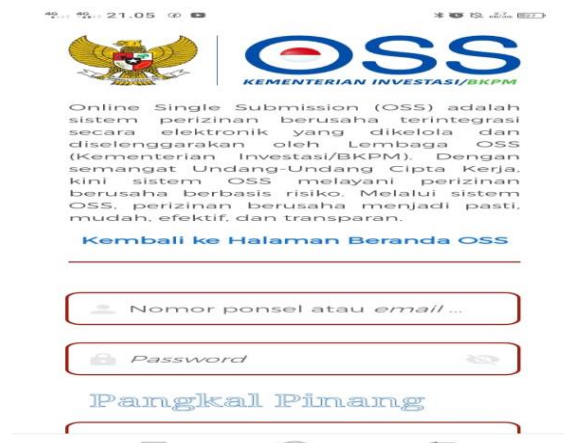 21.05
OSS
KEMENTERIAN INVESTASI/BKPM
Online Single Submission (OSS) adalah
sistem perizinan berusaha terintegrasi
secara elektronik yang dikelola dan
diselenggarakan oleh Lembaga OSS
(Kementerian Investasi/BKPM). Dengan
semangat Undang-Undang Cipta Kerja,
kini sistem OSS melayani perizinan
berusaha berbasis risiko. Melalui sistem
OSS, perizinan berusaha menjadi pasti,
mudah, efektif, dan transparan.
Kembali ke Halaman Beranda OSS
Nomor ponsel atau email ...
Password
Pangkal Pinang